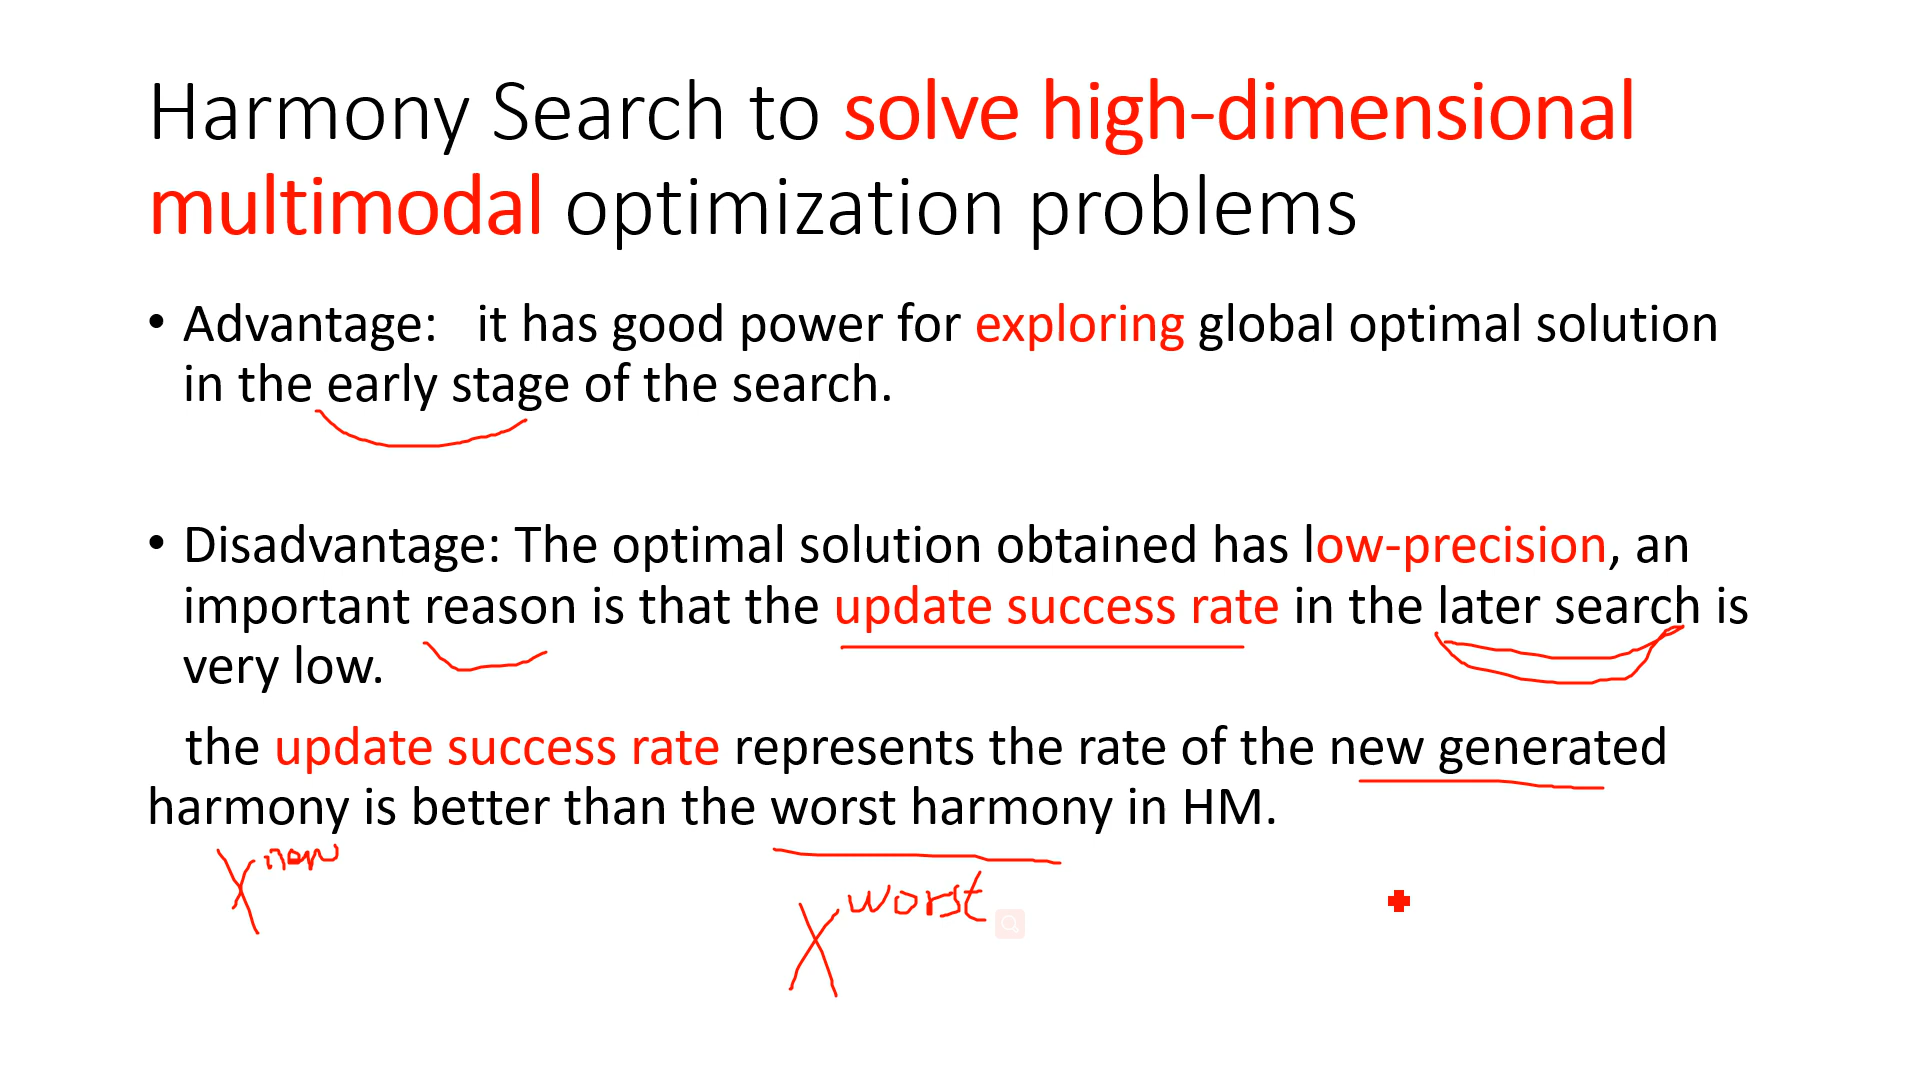 Harmony Search to solve high-dimensional
multimodal optimization problems
• Advantage: it has good power for exploring global optimal solution
in the early stage of the search.
• Disadvantage: The optimal solution obtained has low-precision, an
important reason is that the update success rate in the later search is
very low.
the update success rate represents the rate of the new generated
harmony is better than the worst harmony in HM.
X new
X worst